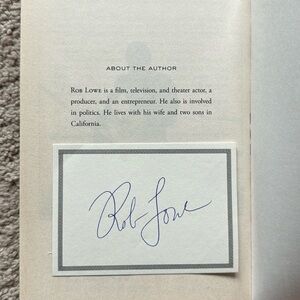 ABOUT THE AUTHOR
Rob Lowe is a film, television, and theater actor, a
producer, and an entrepreneur. He also is involved
in politics. He lives with his wife and two sons in
California.
Rob Lowe